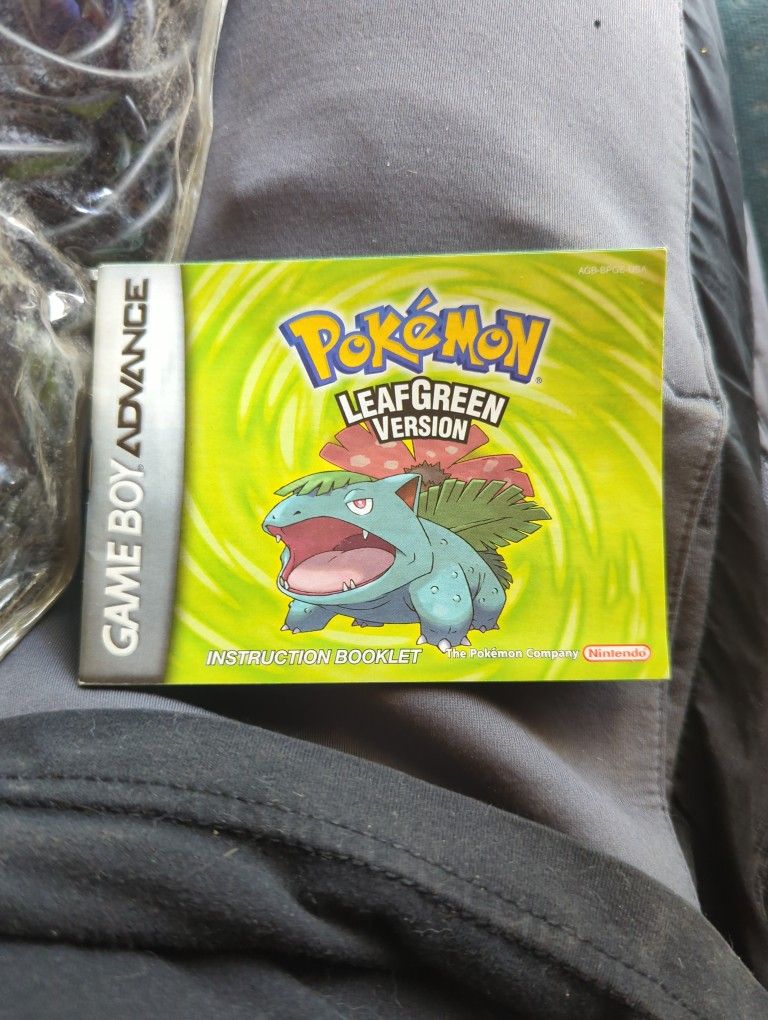 AGB-BPGE-USA
GAME BOY ADVANCE
POKéMON®
LEAFGREEN
VERSION
INSTRUCTION BOOKLET
The Pokémon Company
Nintendo